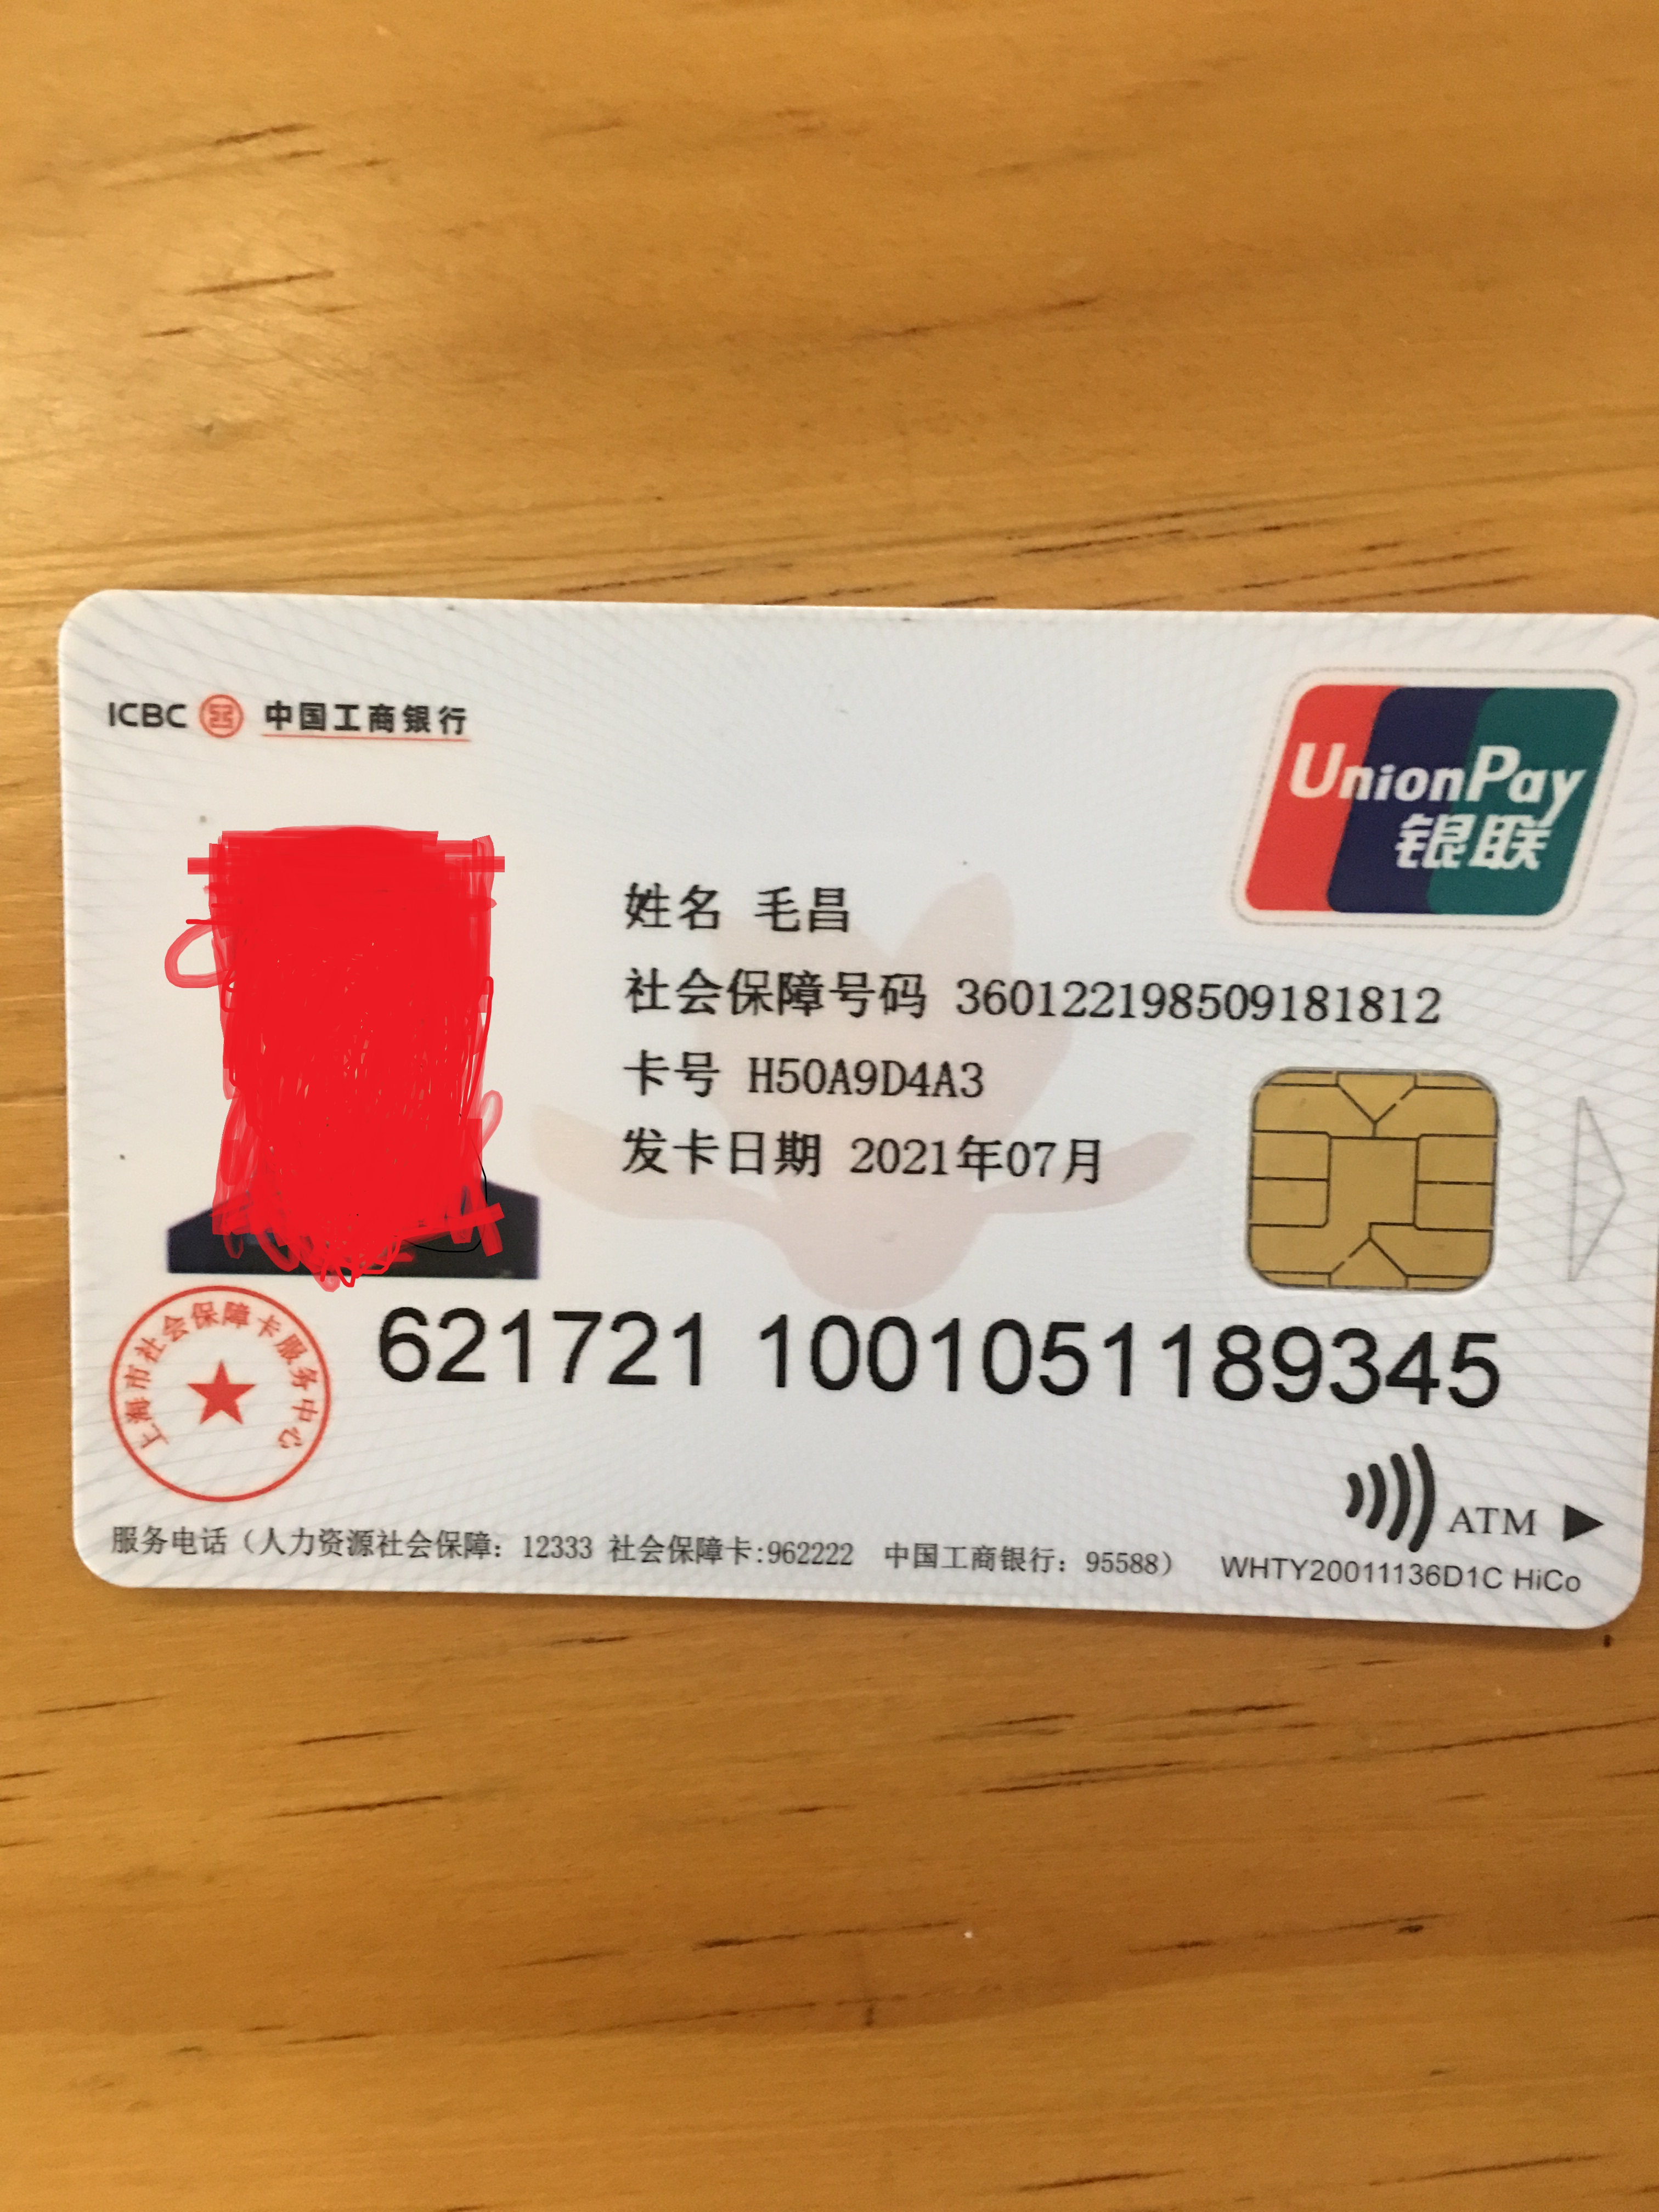 ICBC 中国工商银行
UnionPay
银联
姓名 毛昌
社会保障号码 360122198509181812
卡号 H50A9D4A3
发卡日期 2021年07月
621721 1001051189345
上海市社会保障卡服务中心
ATM
服务电话（人力资源社会保障：12333 社会保障卡:962222 中国工商银行：95588）
WHTY20011136D1C HiCo